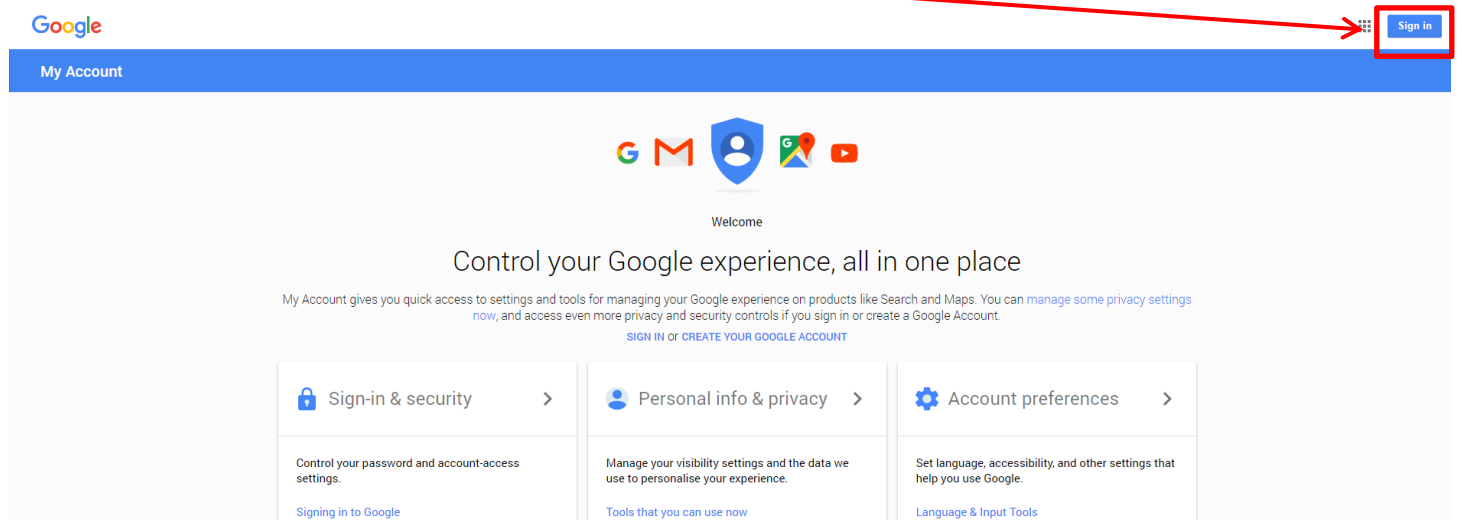 Google
Sign in
My Account
Welcome
Control your Google experience, all in one place
My Account gives you quick access to settings and tools for managing your Google experience on products like Search and Maps. You can manage some privacy settings
now, and access even more privacy and security controls if you sign in or create a Google Account.
SIGN IN or CREATE YOUR GOOGLE ACCOUNT
Sign-in & security
Control your password and account-access
settings.
Signing in to Google
Personal info & privacy
Manage your visibility settings and the data we
use to personalise your experience.
Tools that you can use now
Account preferences
Set language, accessibility, and other settings that
help you use Google.
Language & Input Tools